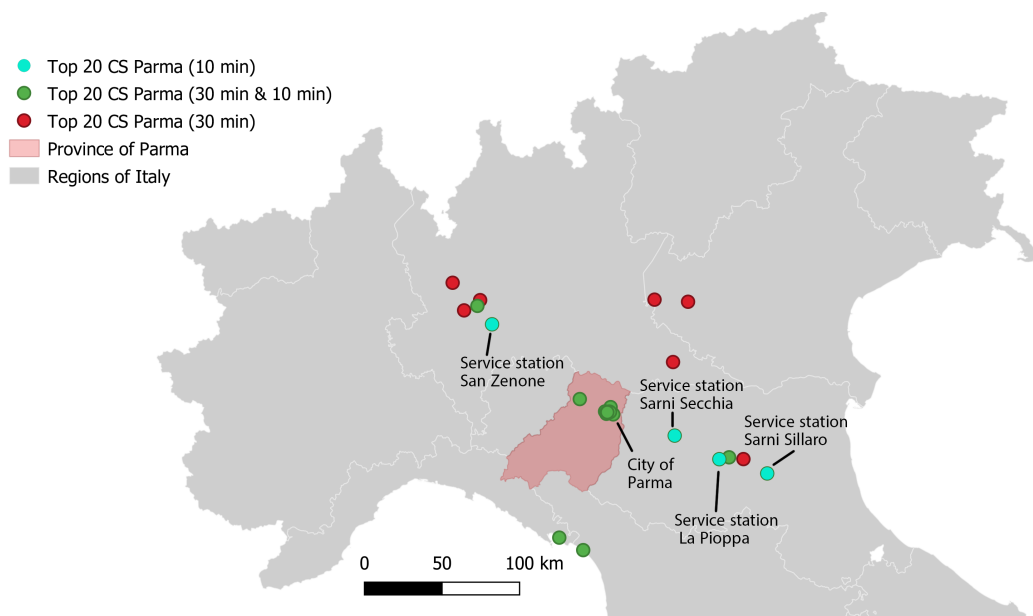 Top 20 CS Parma (10 min)
Top 20 CS Parma (30 min & 10 min)
Top 20 CS Parma (30 min)
Province of Parma
Regions of Italy
Service station
San Zenone
Service station
Sarni Secchia
Service station
Sarni Sillaro
City of
Parma
Service station
La Pioppa
0 50 100 km